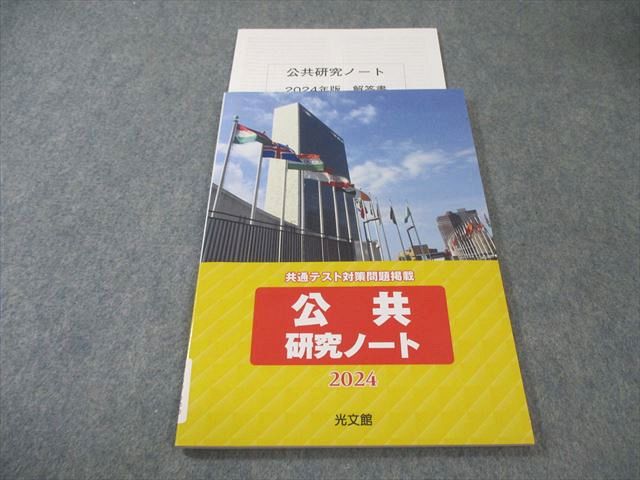 公共研究ノート
2024年版 解答書
共通テスト対策問題掲載
公共
研究ノート
2024
光文館